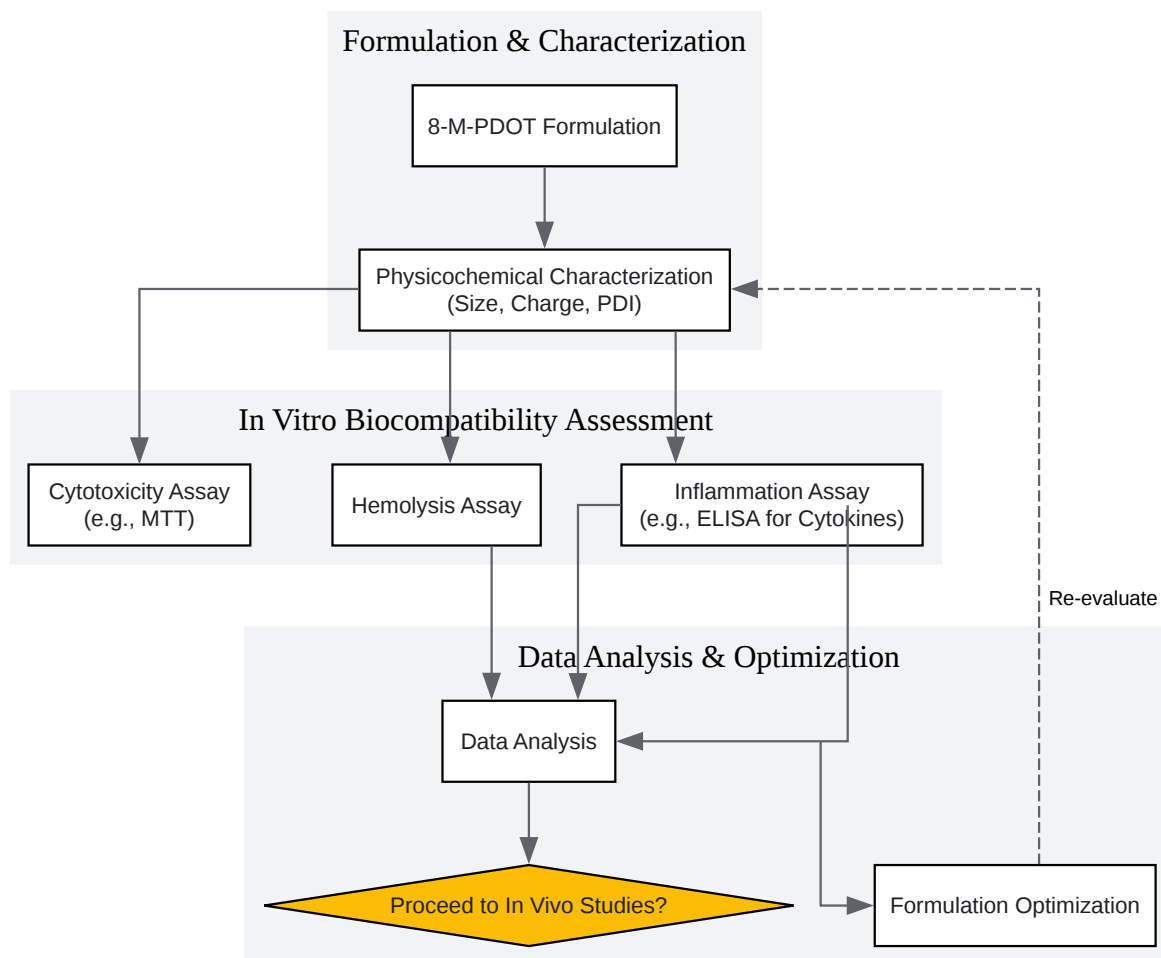 Formulation & Characterization
8-M-PDOT Formulation
Physicochemical Characterization
(Size, Charge, PDI)
In Vitro Biocompatibility Assessment
Cytotoxicity Assay
(e.g., MTT)
Hemolysis Assay
Inflammation Assay
(e.g., ELISA for Cytokines)
Re-evaluate
Data Analysis & Optimization
Data Analysis
Proceed to In Vivo Studies?
Formulation Optimization